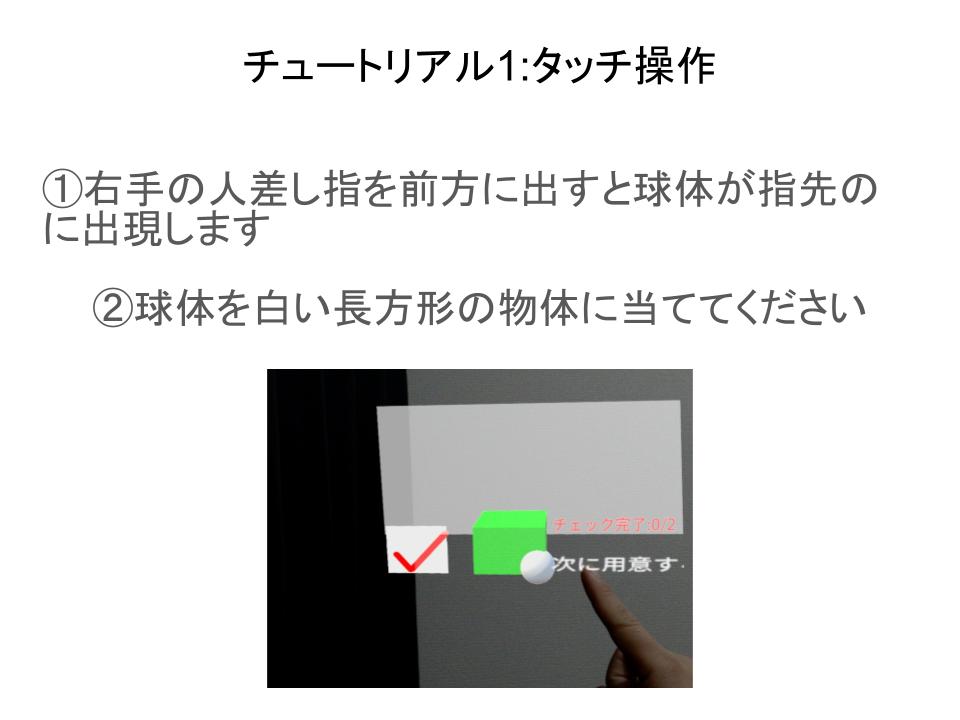 チュートリアル1:タッチ操作
①右手の人差し指を前方に出すと球体が指先の
に出現します
②球体を白い長方形の物体に当ててください
チェック完了:0/2
次に用意す